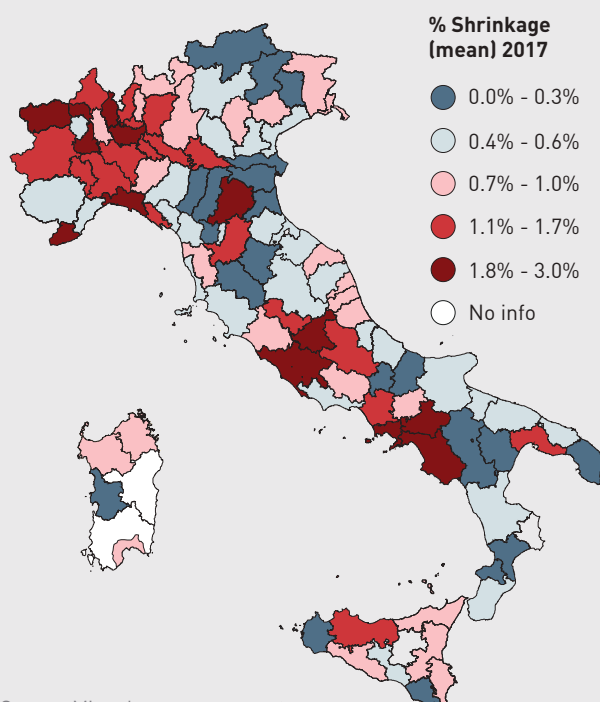 % Shrinkage
(mean) 2017
0.0% - 0.3%
0.4% - 0.6%
0.7% - 1.0%
1.1% - 1.7%
1.8% - 3.0%
No info